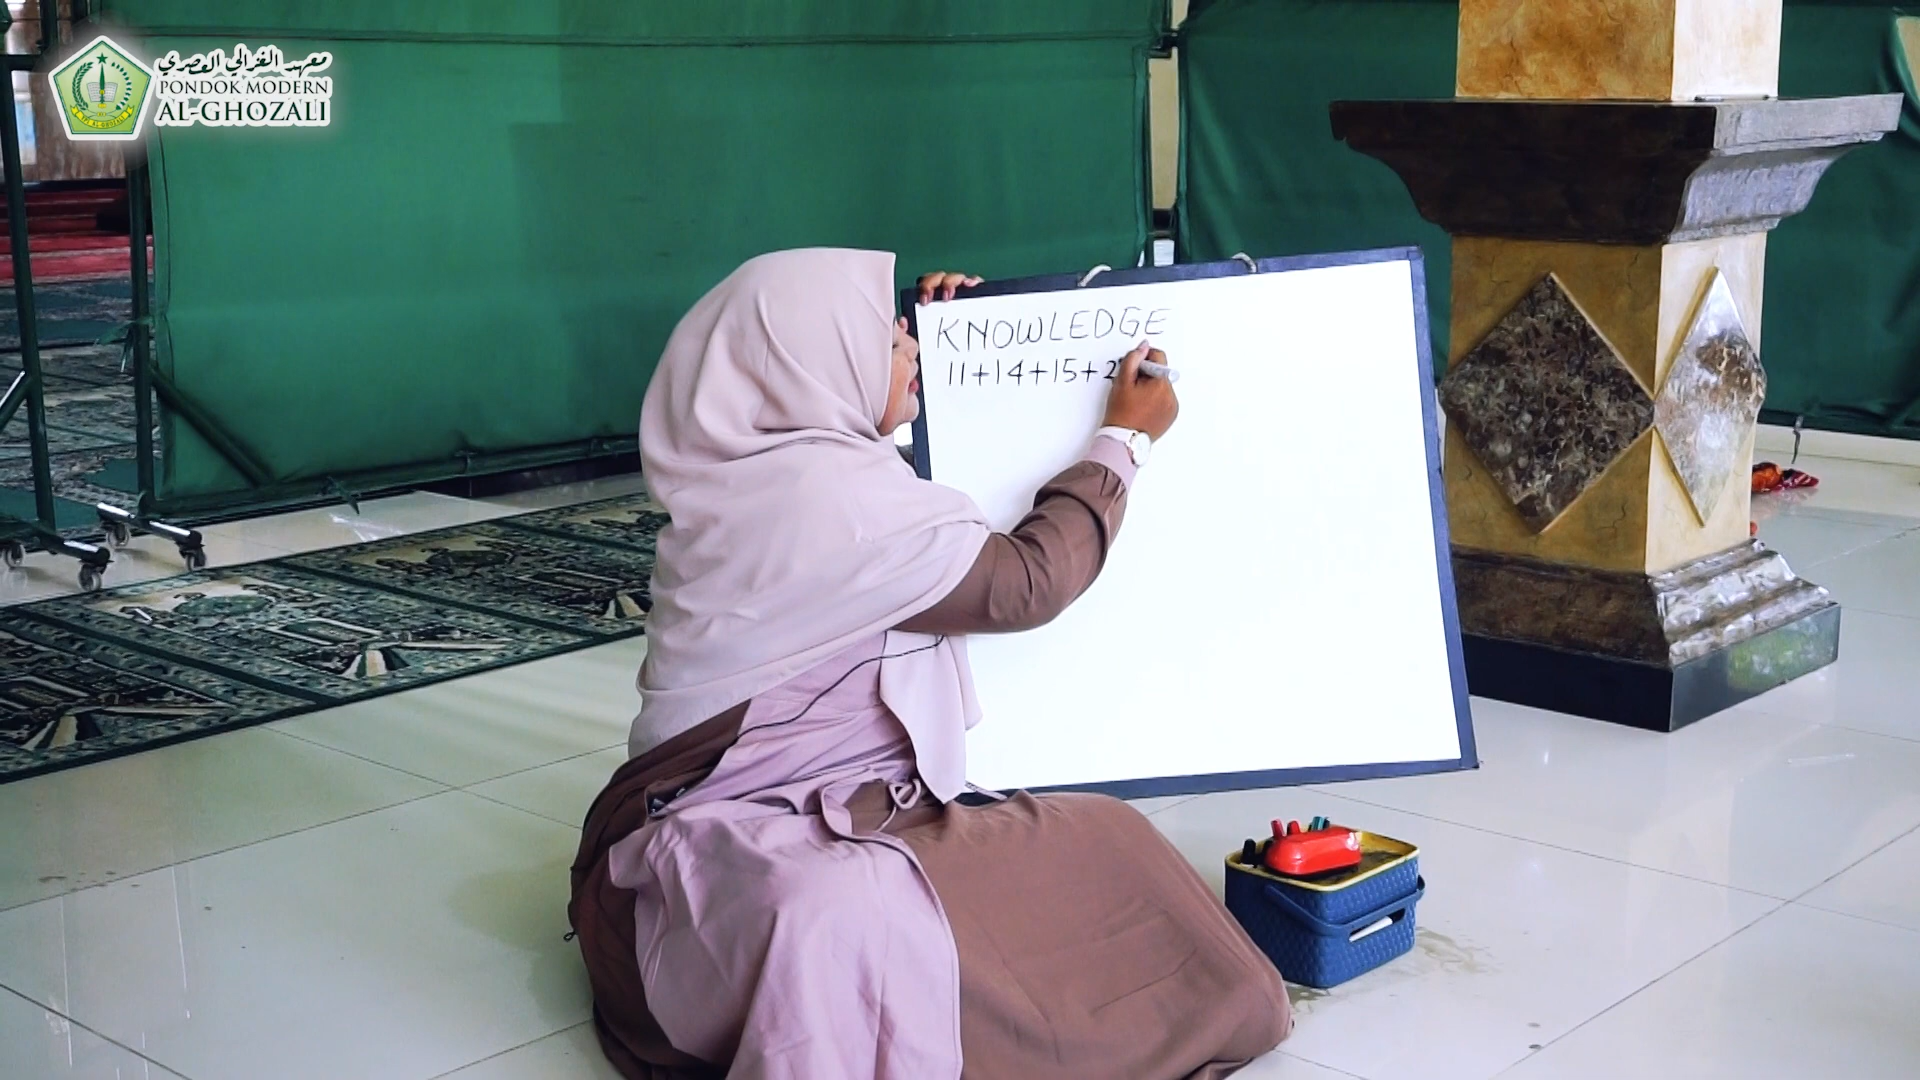 معهد الغزالي العصري
PONDOK MODERN
AL-GHOZALI
KNOWLEDGE
11+14+15+2